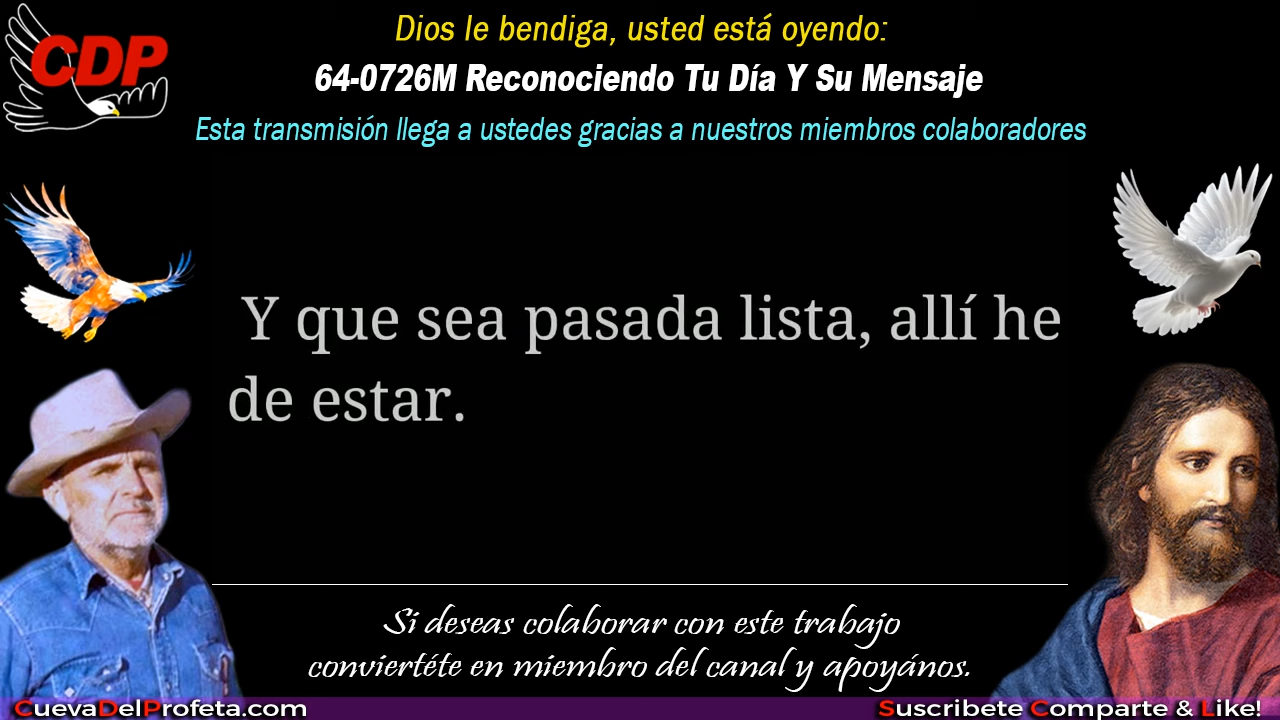 CDP
Dios le bendiga, usted está oyendo:
64-0726M Reconociendo Tu Día Y Su Mensaje
Esta transmisión llega a ustedes gracias a nuestros miembros colaboradores
Y que sea pasada lista, allí he
de estar.
Si deseas colaborar con este trabajo
conviertéte en miembro del canal y apoyános.
CuevaDelProfeta.com
Suscribete Comparte & Like!